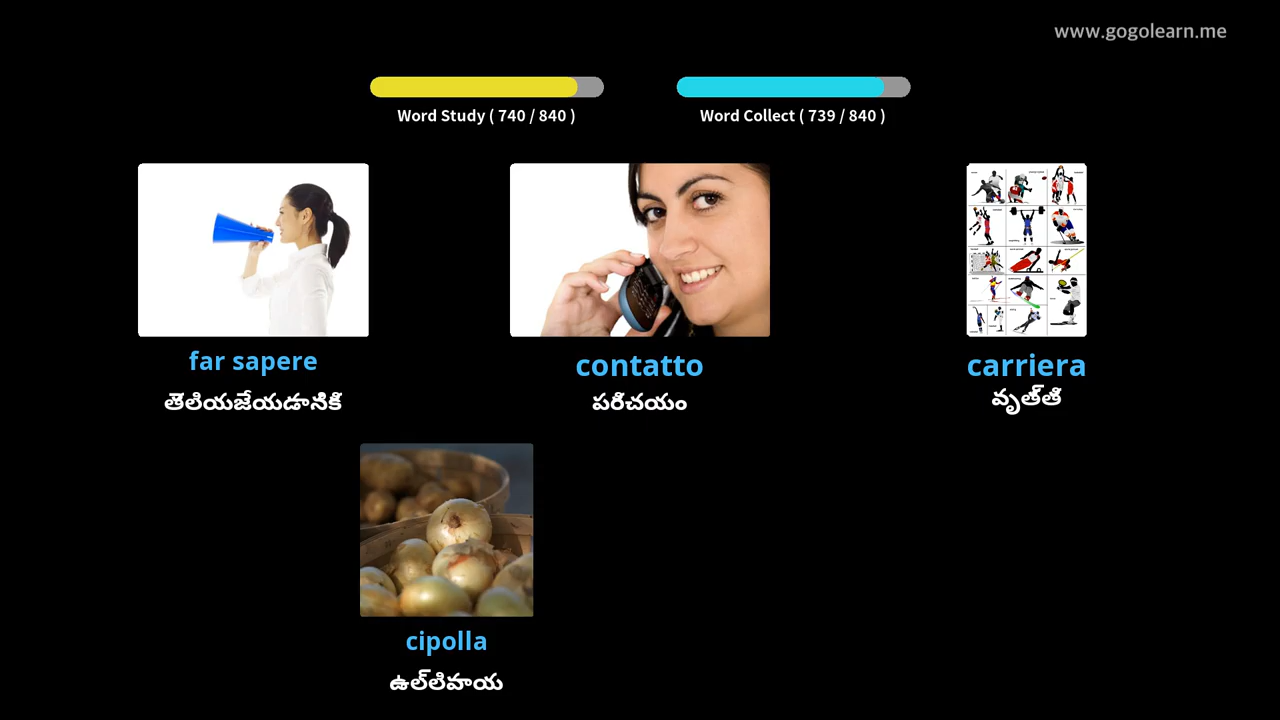 www.gogolearn.me
Word Study ( 740 / 840 )
Word Collect ( 739 / 840 )
far sapere
తెలియజేయడానికి
contatto
పరిచయం
carriera
వృత్తి
cipolla
ఉల్లిపాయ